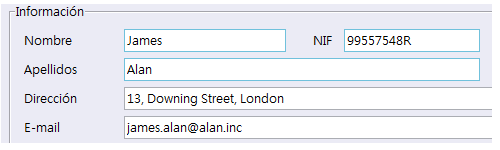 Información
Nombre James NIF 99557548R
Apellidos Alan
Dirección 13, Downing Street, London
E-mail james.alan@alan.inc